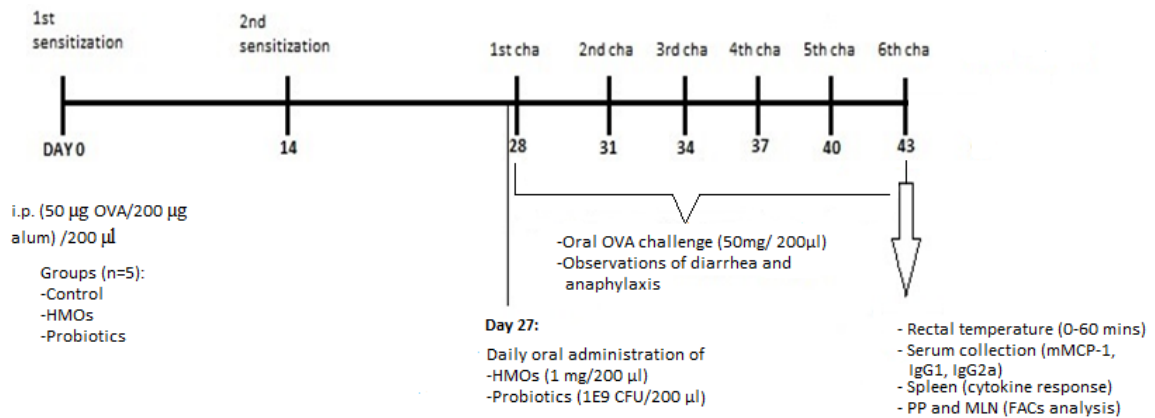 1st
sensitization
2nd
sensitization
1st cha
2nd cha
3rd cha
4th cha
5th cha
6th cha
DAY 0
14
28
31
34
37
40
43
i.p. (50 µg OVA/200 µg
alum) /200 µl
Groups (n=5):
-Control
-HMOs
-Probiotics
-Oral OVA challenge (50mg/ 200µl)
-Observations of diarrhea and
anaphylaxis
Day 27:
Daily oral administration of
-HMOs (1 mg/200 µl)
-Probiotics (1E9 CFU/200 µl)
- Rectal temperature (0-60 mins)
- Serum collection (mMCP-1,
IgG1, IgG2a)
- Spleen (cytokine response)
- PP and MLN (FACs analysis)